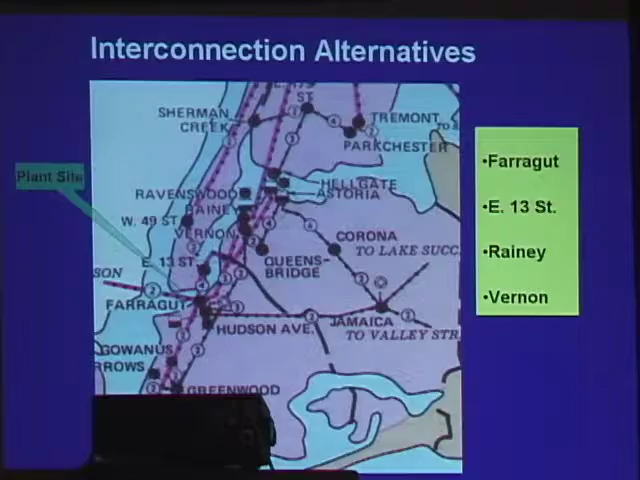 Interconnection Alternatives
ST
SHERMAN
CREEK
TREMONT
PARKCHESTER
Plant Site
HELLGATE
ASTORIA
RAVENSWOOD
RAINEY
W. 49 ST
VERNON
CORONA
TO LAKE SUCC.
E. 13 ST.
QUEENS-
BRIDGE
SON
FARRAGUT
HUDSON AVE.
JAMAICA
TO VALLEY STR
GOWANUS
RROWS
GREENWOOD
•Farragut
•E. 13 St.
•Rainey
•Vernon